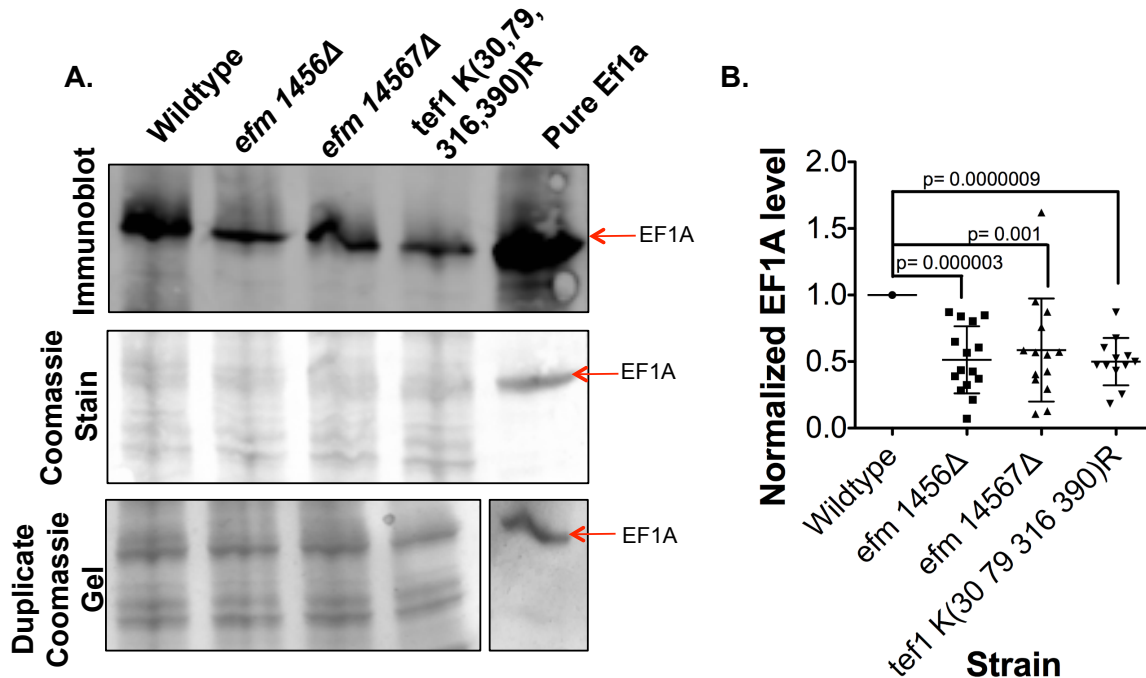 A.
Wildtype
efm 1456Δ
efm 14567Δ
tef1 K(30,79,
316,390)R
Pure Ef1a
Immunoblot
EF1A
Coomassie
Stain
EF1A
Duplicate
Coomassie
Gel
EF1A
B.
Normalized EF1A level
2.0
1.5
1.0
0.5
0.0
p= 0.0000009
p= 0.001
p= 0.000003
Wildtype
efm 1456Δ
efm 14567Δ
tef1 K(30 79 316 390)R
Strain